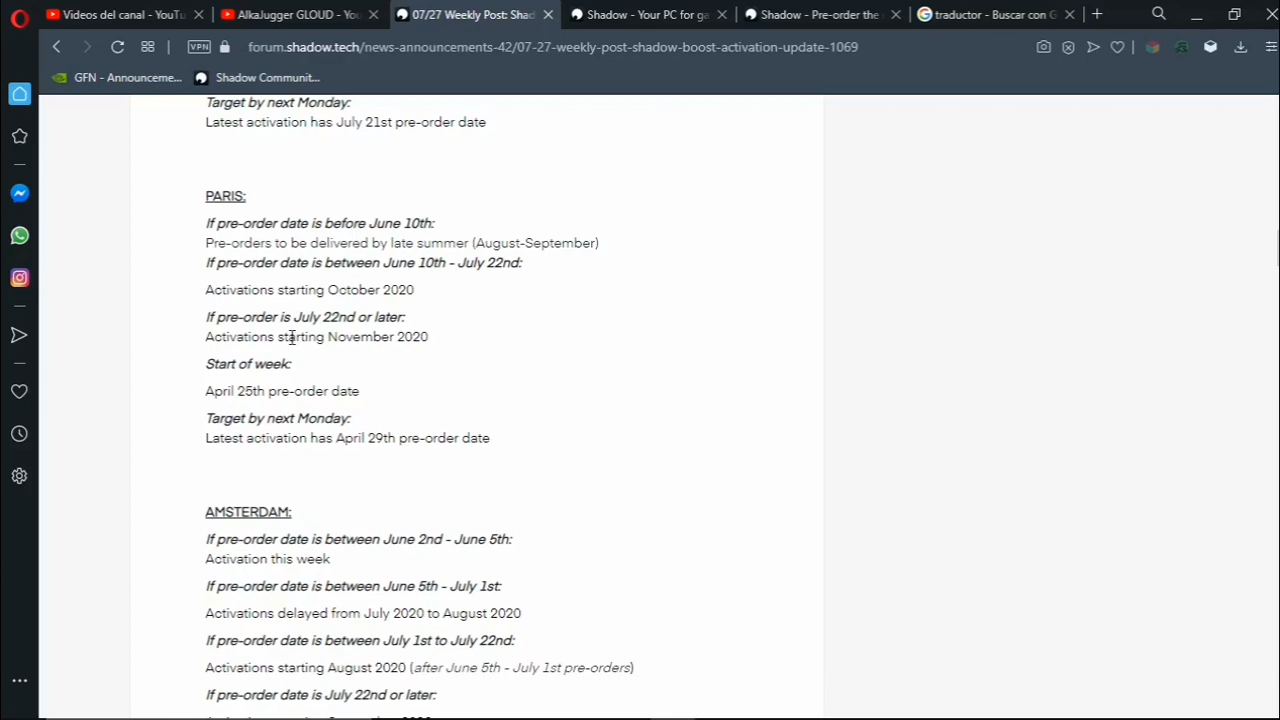 Videos del canal - YouTu
AlkaJugger GLOUD - You
07/27 Weekly Post: Shad
Shadow - Your PC for ga
Shadow - Pre-order the
traductor - Buscar con G
VPN
forum.shadow.tech/news-announcements-42/07-27-weekly-post-shadow-boost-activation-update-1069
GFN - Announceme...
Shadow Communit...
Target by next Monday:
Latest activation has July 21st pre-order date
PARIS:
If pre-order date is before June 10th:
Pre-orders to be delivered by late summer (August-September)
If pre-order date is between June 10th - July 22nd:
Activations starting October 2020
If pre-order is July 22nd or later:
Activations starting November 2020
Start of week:
April 25th pre-order date
Target by next Monday:
Latest activation has April 29th pre-order date
AMSTERDAM:
If pre-order date is between June 2nd - June 5th:
Activation this week
If pre-order date is between June 5th - July 1st:
Activations delayed from July 2020 to August 2020
If pre-order date is between July 1st to July 22nd:
Activations starting August 2020 (after June 5th - July 1st pre-orders)
If pre-order date is July 22nd or later: